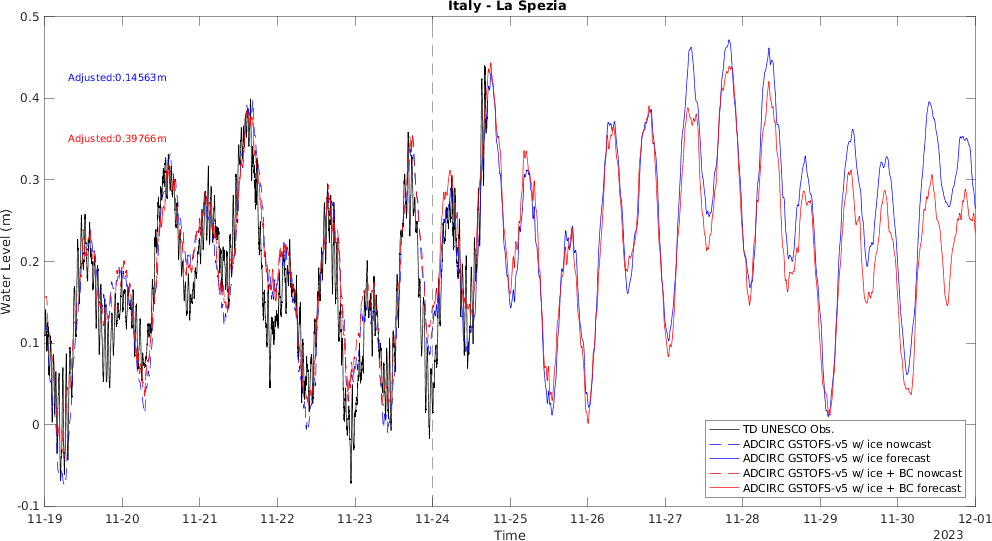 Italy - La Spezia
Adjusted:0.14563m
Adjusted:0.39766m
Water Level (m)
0.5
0.4
0.3
0.2
0.1
0
-0.1
11-19 11-20 11-21 11-22 11-23 11-24 11-25 11-26 11-27 11-28 11-29 11-30 12-01
Time
2023
TD UNESCO Obs.
ADCIRC GSTOFS-v5 w/ ice nowcast
ADCIRC GSTOFS-v5 w/ ice forecast
ADCIRC GSTOFS-v5 w/ ice + BC nowcast
ADCIRC GSTOFS-v5 w/ ice + BC forecast